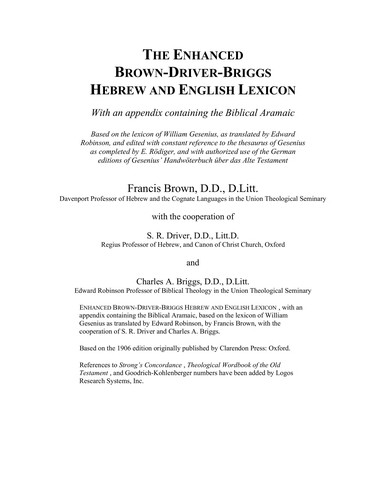 THE ENHANCED
BROWN-DRIVER-BRIGGS
HEBREW AND ENGLISH LEXICON
With an appendix containing the Biblical Aramaic
Based on the lexicon of William Gesenius, as translated by Edward
Robinson, and edited with constant reference to the thesaurus of Gesenius
as completed by E. Rödiger, and with authorized use of the German
editions of Gesenius’ Handwöterbuch über das Alte Testament
Francis Brown, D.D., D.Litt.
Davenport Professor of Hebrew and the Cognate Languages in the Union Theological Seminary
with the cooperation of
S. R. Driver, D.D., Litt.D.
Regius Professor of Hebrew, and Canon of Christ Church, Oxford
and
Charles A. Briggs, D.D., D.Litt.
Edward Robinson Professor of Biblical Theology in the Union Theological Seminary
ENHANCED BROWN-DRIVER-BRIGGS HEBREW AND ENGLISH LEXICON , with an
appendix containing the Biblical Aramaic, based on the lexicon of William
Gesenius as translated by Edward Robinson, by Francis Brown, with the
cooperation of S. R. Driver and Charles A. Briggs.
Based on the 1906 edition originally published by Clarendon Press: Oxford.
References to Strong’s Concordance , Theological Wordbook of the Old
Testament , and Goodrich-Kohlenberger numbers have been added by Logos
Research Systems, Inc.